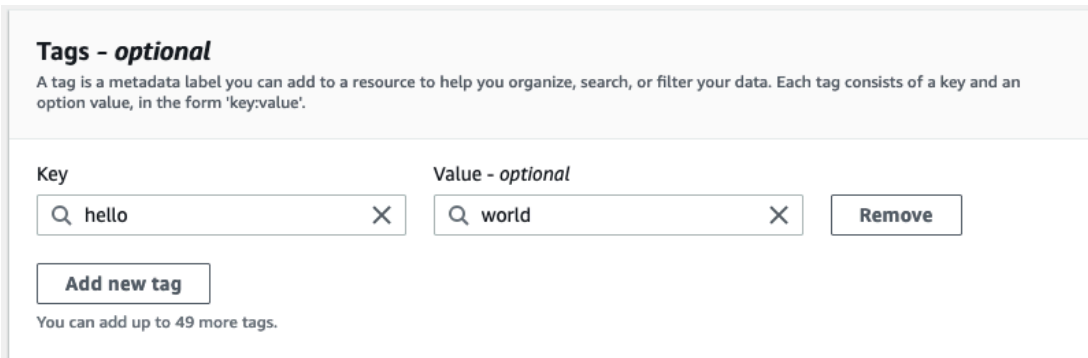 Tags - optional
A tag is a metadata label you can add to a resource to help you organize, search, or filter your data. Each tag consists of a key and an
option value, in the form 'key:value'.
Key
Value - optional
hello
world
Remove
Add new tag
You can add up to 49 more tags.